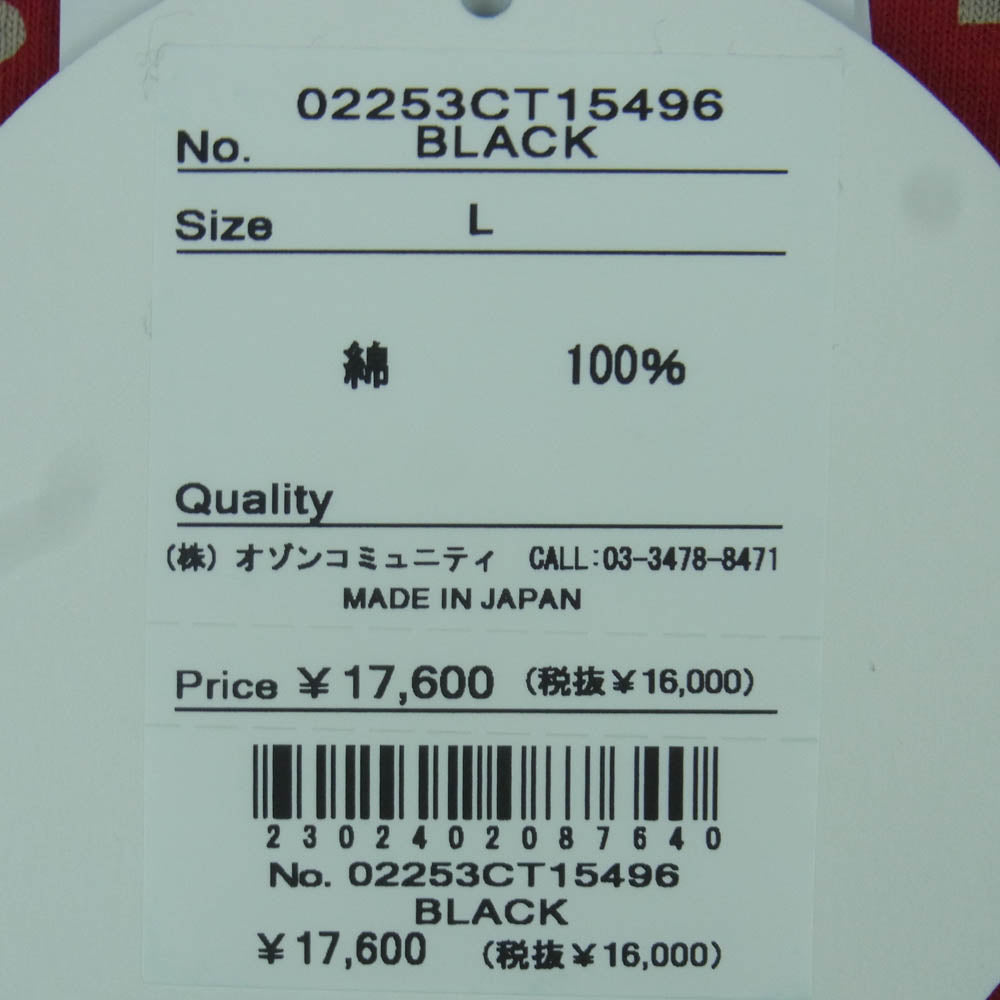 02253CT15496
No. BLACK
Size L
綿 100%
Quality
(株) オゾンコミュニティ CALL:03-3478-8471
MADE IN JAPAN
Price ¥17,600 (税抜¥16,000)
2302402087640
No. 02253CT15496
BLACK
¥17,600 (税抜¥16,000)